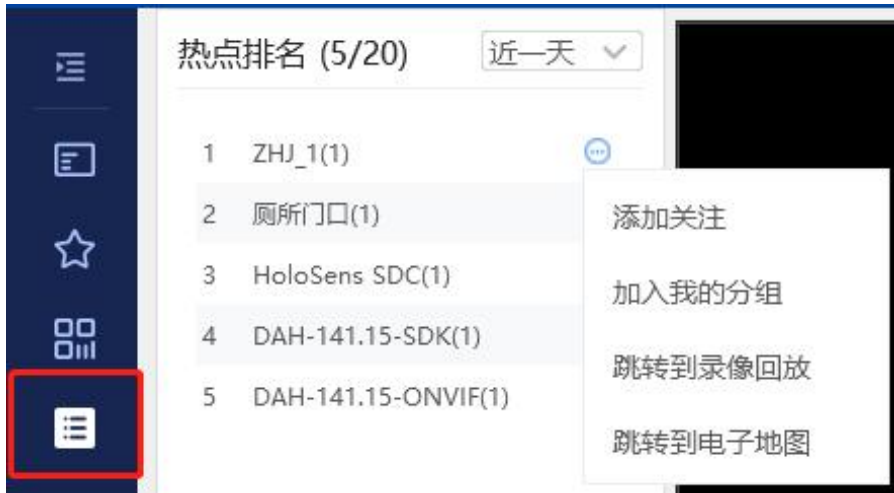 热点排名 (5/20) 近一天
1 ZHJ_1(1)
2 厕所门口(1)
3 HoloSens SDC(1)
4 DAH-141.15-SDK(1)
5 DAH-141.15-ONVIF(1)
添加关注
加入我的分组
跳转到录像回放
跳转到电子地图